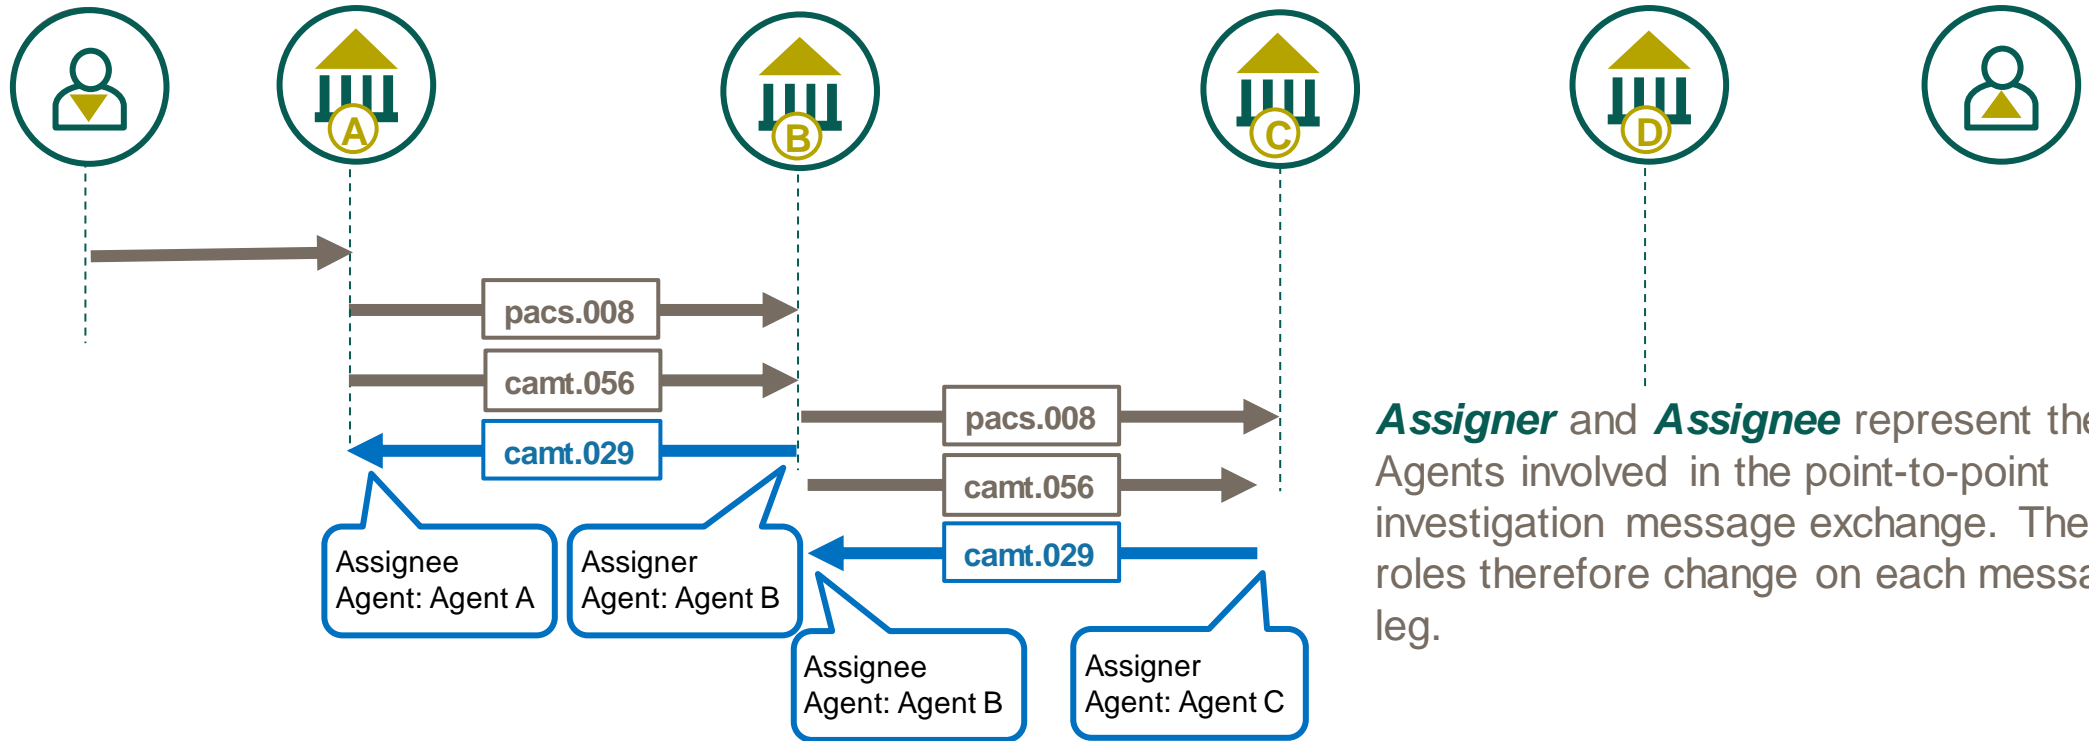 A
B
C
D
pacs.008
camt.056
camt.029
pacs.008
camt.056
camt.029
Assignee
Agent: Agent A
Assigner
Agent: Agent B
Assignee
Agent: Agent B
Assigner
Agent: Agent C
Assigner and Assignee represent the
Agents involved in the point-to-point
investigation message exchange. The
roles therefore change on each messa
leg.